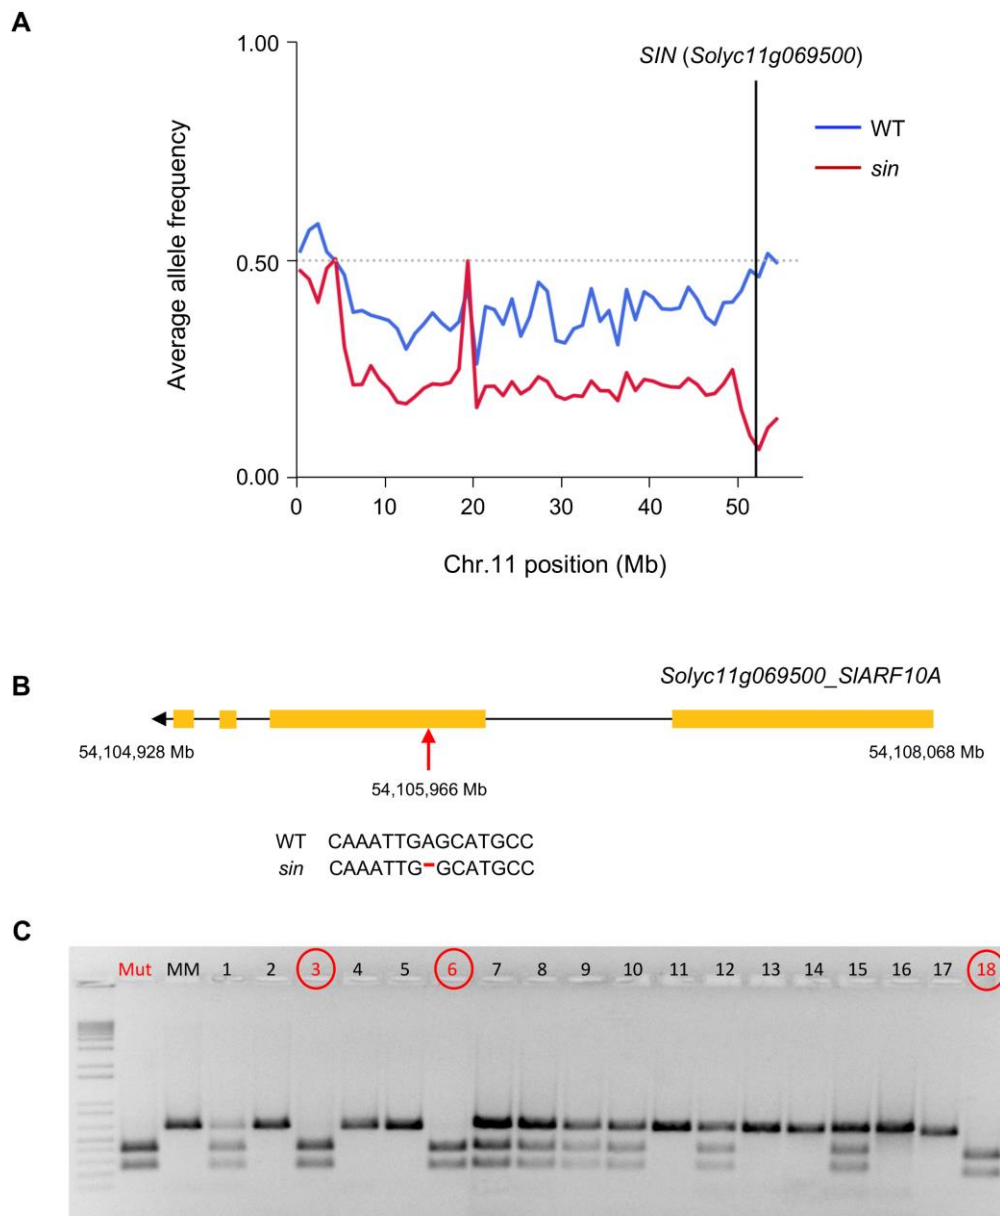 A
1.00
SIN (Solyc11g069500)
WT
sin
Average allele frequency
0.50
0.00
0 10 20 30 40 50
Chr.11 position (Mb)
B
Solyc11g069500_SlARF10A
54,104,928 Mb
54,108,068 Mb
54,105,966 Mb
WT CAAATTGAGCATGCC
sin CAAATTG-GCATGCC
C
Mut MM 1 2 3 4 5 6 7 8 9 10 11 12 13 14 15 16 17 18